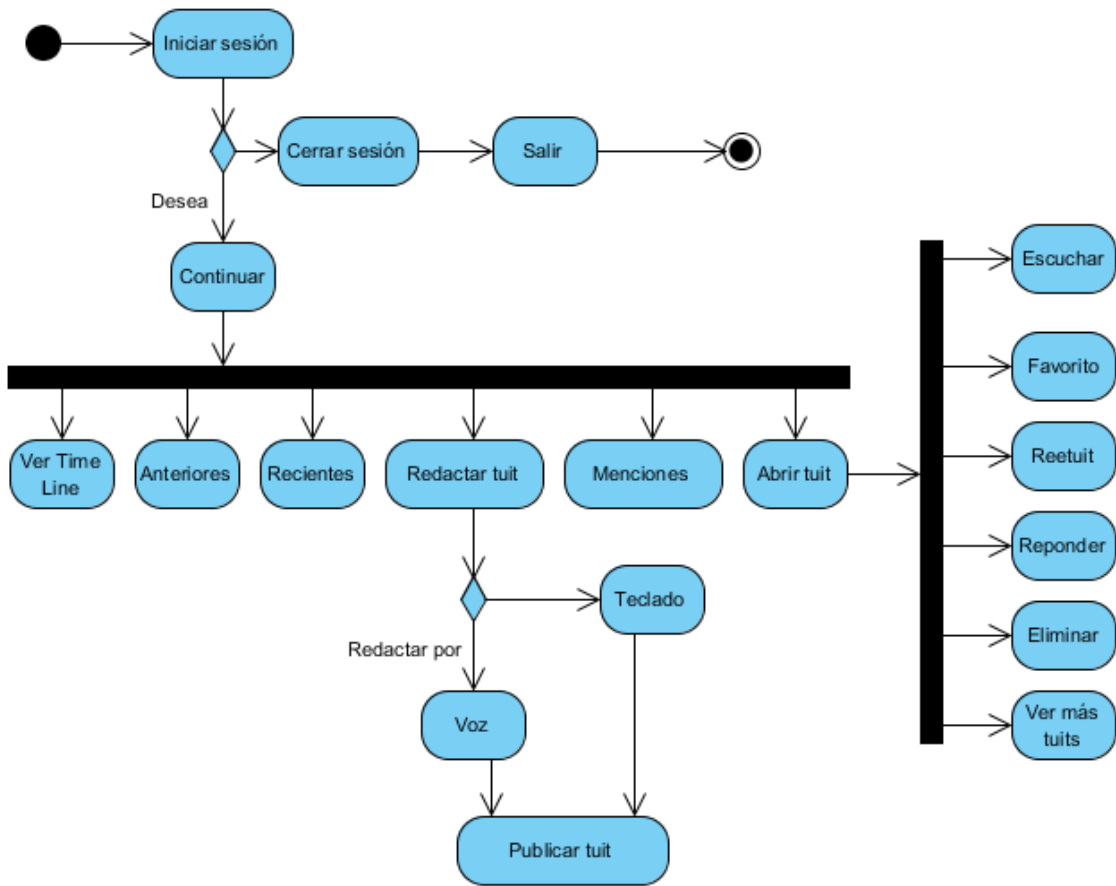 Iniciar sesión
Cerrar sesión
Salir
Desea
Continuar
Escuchar
Favorito
Ver Time
Line
Anteriores
Recientes
Redactar tuit
Menciones
Abrir tuit
Reetuit
Reponder
Teclado
Redactar por
Eliminar
Voz
Ver más
tuits
Publicar tuit